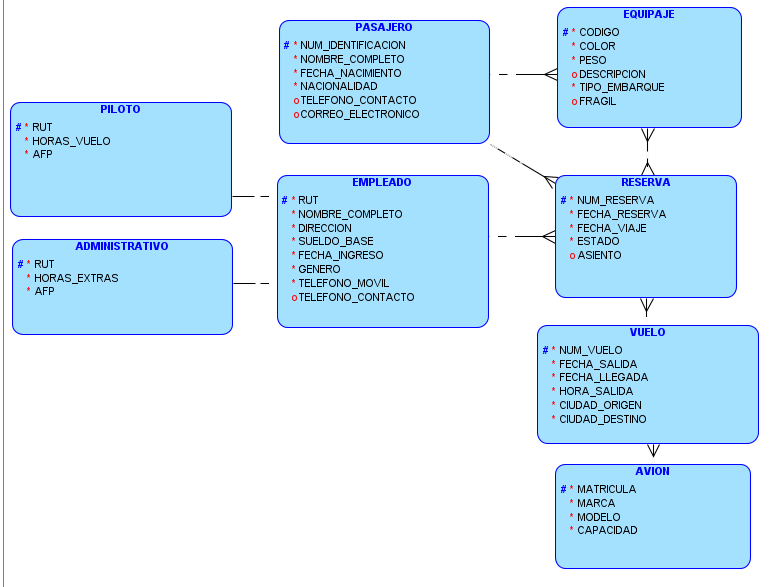 PASAJERO
# * NUM_IDENTIFICACION
* NOMBRE_COMPLETO
* FECHA_NACIMIENTO
* NACIONALIDAD
o TELEFONO_CONTACTO
o CORREO_ELECTRONICO
EQUIPAJE
# * CODIGO
* COLOR
* PESO
o DESCRIPCION
* TIPO_EMBARQUE
o FRAGIL
PILOTO
# * RUT
* HORAS_VUELO
* AFP
EMPLEADO
# * RUT
* NOMBRE_COMPLETO
* DIRECCION
* SUELDO_BASE
* FECHA_INGRESO
* GENERO
* TELEFONO_MOVIL
o TELEFONO_CONTACTO
RESERVA
# * NUM_RESERVA
* FECHA_RESERVA
* FECHA_VIAJE
* ESTADO
o ASIENTO
ADMINISTRATIVO
# * RUT
* HORAS_EXTRAS
* AFP
VUELO
# * NUM_VUELO
* FECHA_SALIDA
* FECHA_LLEGADA
* HORA_SALIDA
* CIUDAD_ORIGEN
* CIUDAD_DESTINO
AVION
# * MATRICULA
* MARCA
* MODELO
* CAPACIDAD